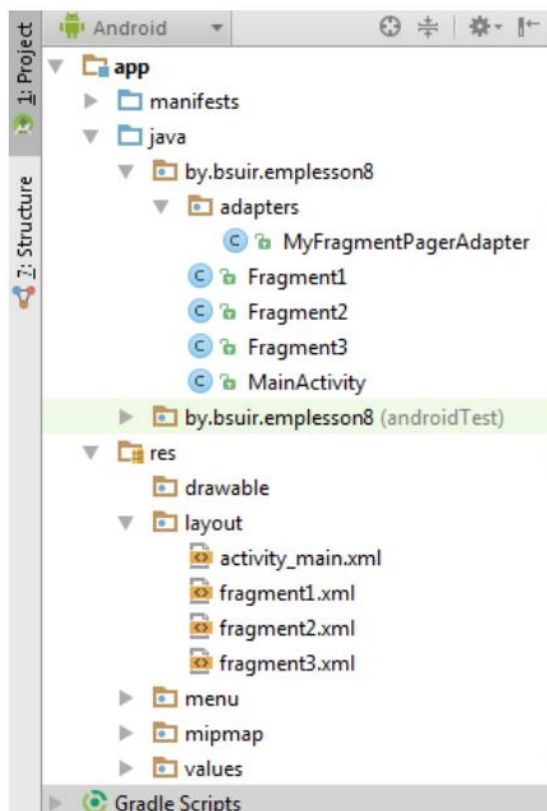 1: Project
7: Structure
Android
app
manifests
java
by.bsuir.emplesson8
adapters
C MyFragmentPagerAdapter
C Fragment1
C Fragment2
C Fragment3
C MainActivity
by.bsuir.emplesson8 (androidTest)
res
drawable
layout
activity_main.xml
fragment1.xml
fragment2.xml
fragment3.xml
menu
mipmap
values
Gradle Scripts